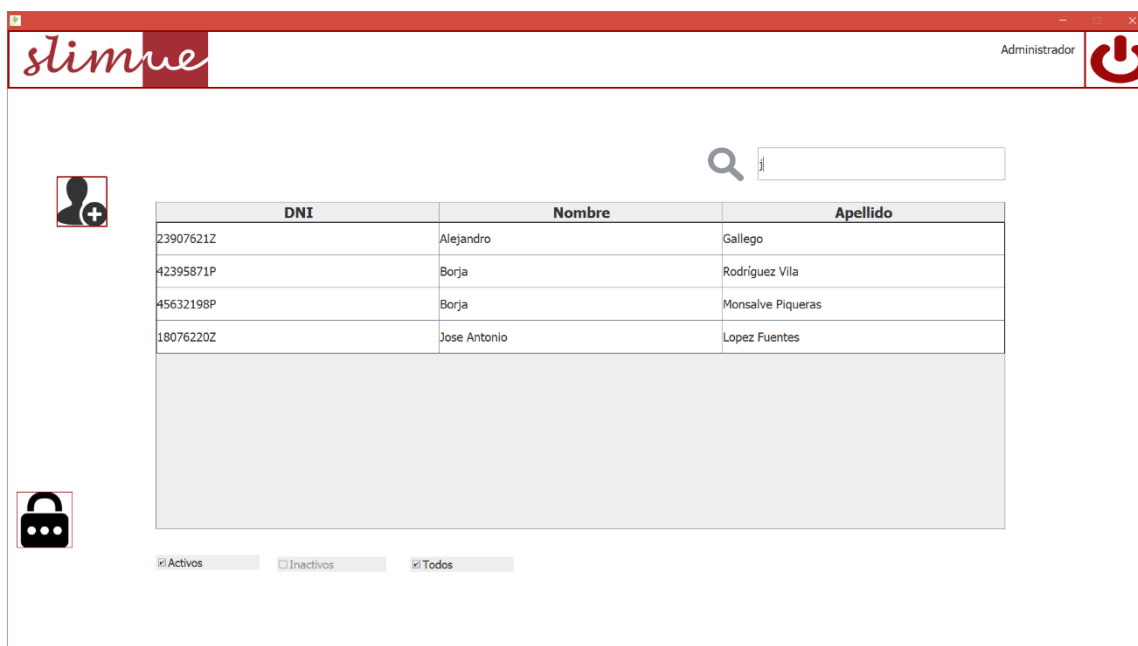 slimue
Administrador
j
DNI Nombre Apellido
23907621Z Alejandro Gallego
42395871P Borja Rodríguez Vila
45632198P Borja Monsalve Piqueras
18076220Z Jose Antonio Lopez Fuentes
Activos Inactivos Todos